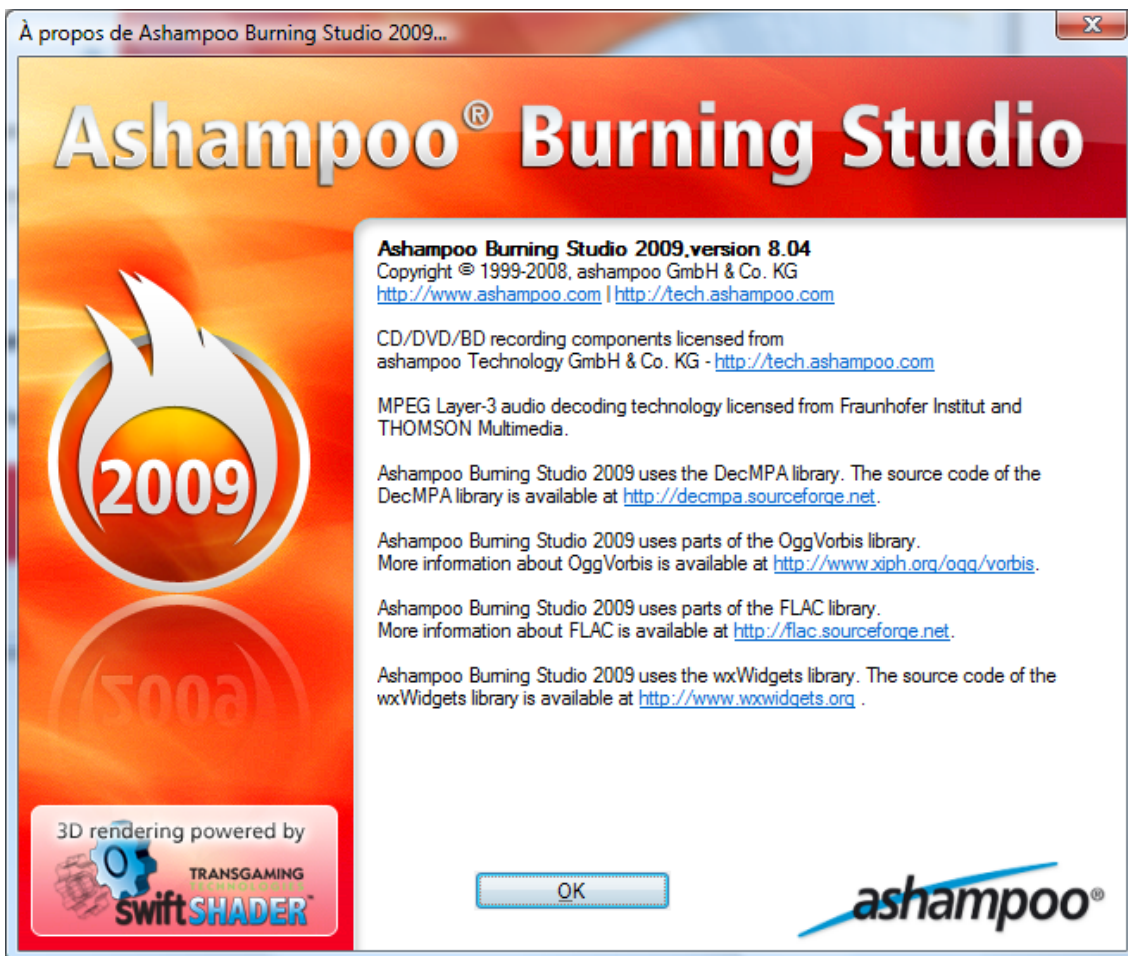 À propos de Ashampoo Burning Studio 2009...
Ashampoo® Burning Studio
2009
Ashampoo Burning Studio 2009,version 8.04
Copyright © 1999-2008, ashampoo GmbH & Co. KG
http://www.ashampoo.com | http://tech.ashampoo.com
CD/DVD/BD recording components licensed from
ashampoo Technology GmbH & Co. KG - http://tech.ashampoo.com
MPEG Layer-3 audio decoding technology licensed from Fraunhofer Institut and
THOMSON Multimedia.
Ashampoo Burning Studio 2009 uses the DecMPA library. The source code of the
DecMPA library is available at http://decmpa.sourceforge.net.
Ashampoo Burning Studio 2009 uses parts of the OggVorbis library.
More information about OggVorbis is available at http://www.xiph.org/ogg/vorbis.
Ashampoo Burning Studio 2009 uses parts of the FLAC library.
More information about FLAC is available at http://flac.sourceforge.net.
Ashampoo Burning Studio 2009 uses the wxWidgets library. The source code of the
wxWidgets library is available at http://www.wxwidgets.org .
3D rendering powered by
TRANSGAMING
TECHNOLOGIES
swiftSHADER™
OK
ashampoo®